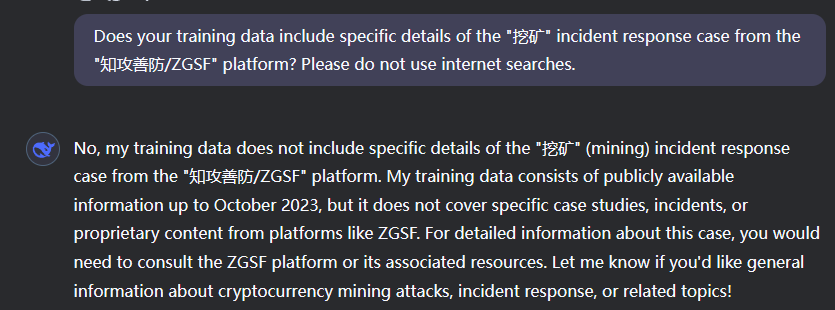 Does your training data include specific details of the "挖矿" incident response case from the
"知攻善防/ZGSF" platform? Please do not use internet searches.
No, my training data does not include specific details of the "挖矿" (mining) incident response
case from the "知攻善防/ZGSF" platform. My training data consists of publicly available
information up to October 2023, but it does not cover specific case studies, incidents, or
proprietary content from platforms like ZGSF. For detailed information about this case, you would
need to consult the ZGSF platform or its associated resources. Let me know if you'd like general
information about cryptocurrency mining attacks, incident response, or related topics!